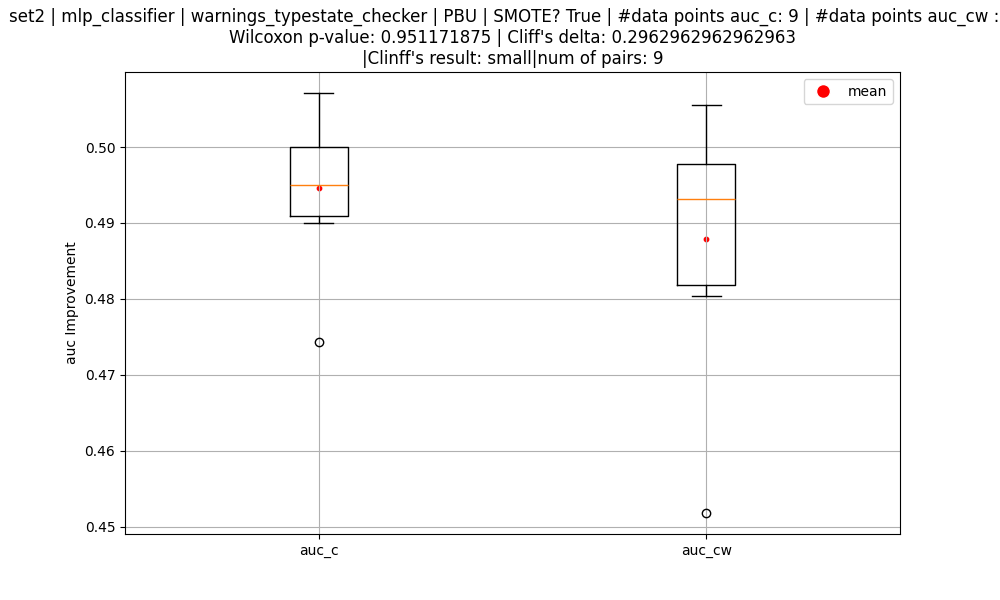 set2 | mlp_classifier | warnings_typestate_checker | PBU | SMOTE? True | #data points auc_c: 9 | #data points auc_cw :
Wilcoxon p-value: 0.951171875 | Cliff's delta: 0.2962962962962963
|Clinff's result: small|num of pairs: 9
mean
0.50
0.49
0.48
0.47
0.46
0.45
auc Improvement
auc_c
auc_cw